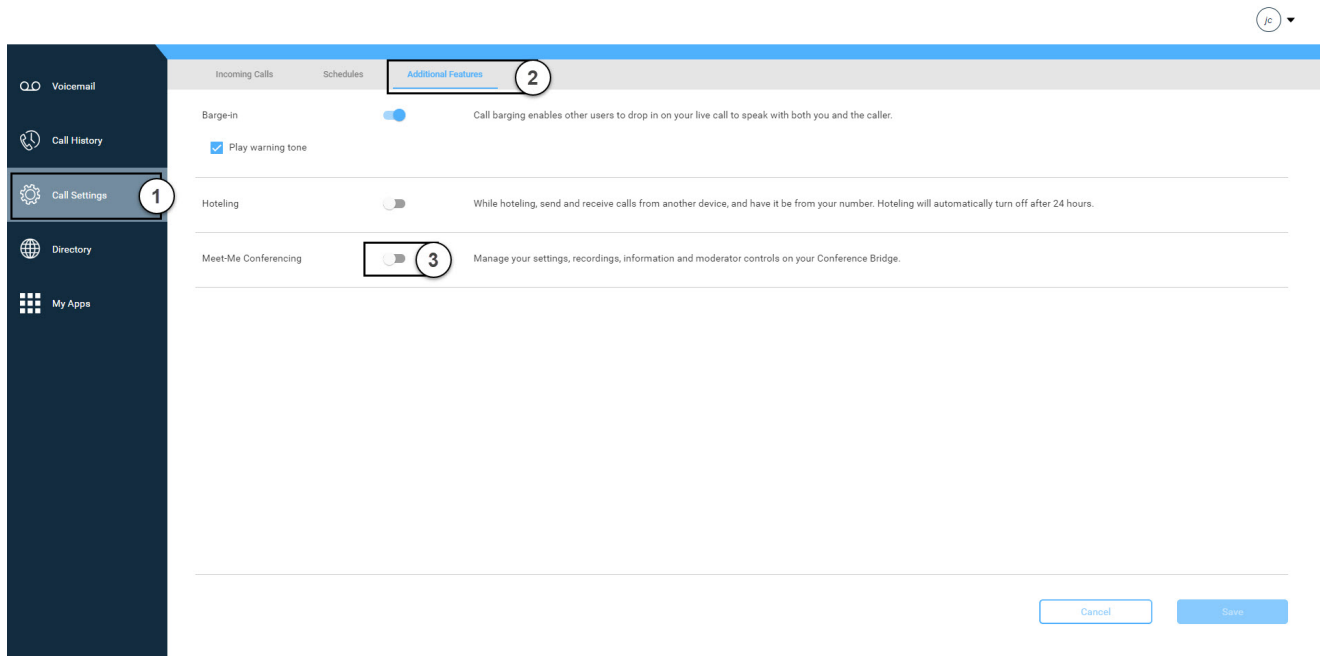 jc
Voicemail
Call History
Call Settings
1
Directory
My Apps
Incoming Calls Schedules Additional Features 2
Barge-in Call barging enables other users to drop in on your live call to speak with both you and the caller.
Play warning tone
Hoteling While hoteling, send and receive calls from another device, and have it be from your number. Hoteling will automatically turn off after 24 hours.
Meet-Me Conferencing 3 Manage your settings, recordings, information and moderator controls on your Conference Bridge.
Cancel Save